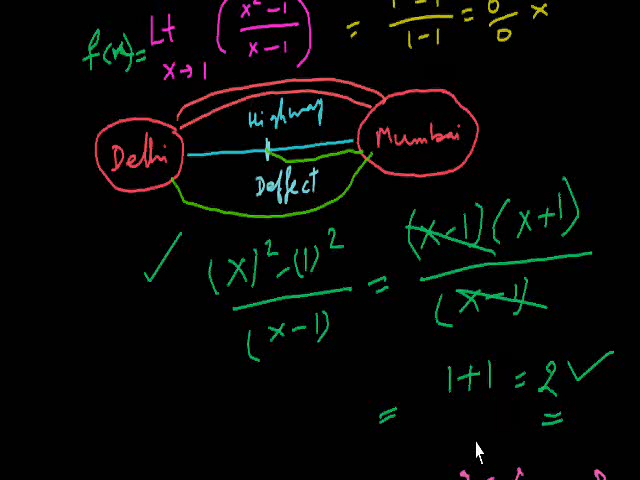 f(x) = Lt x→1 (x² - 1 / x - 1) = 1 - 1 / 1 - 1 = 0/0 x
Highway
Delhi
Mumbai
Deffect
✓ (x)² - (1)² / (x - 1) = (x - 1)(x + 1) / (x - 1)
1 + 1 = 2 ✓
=